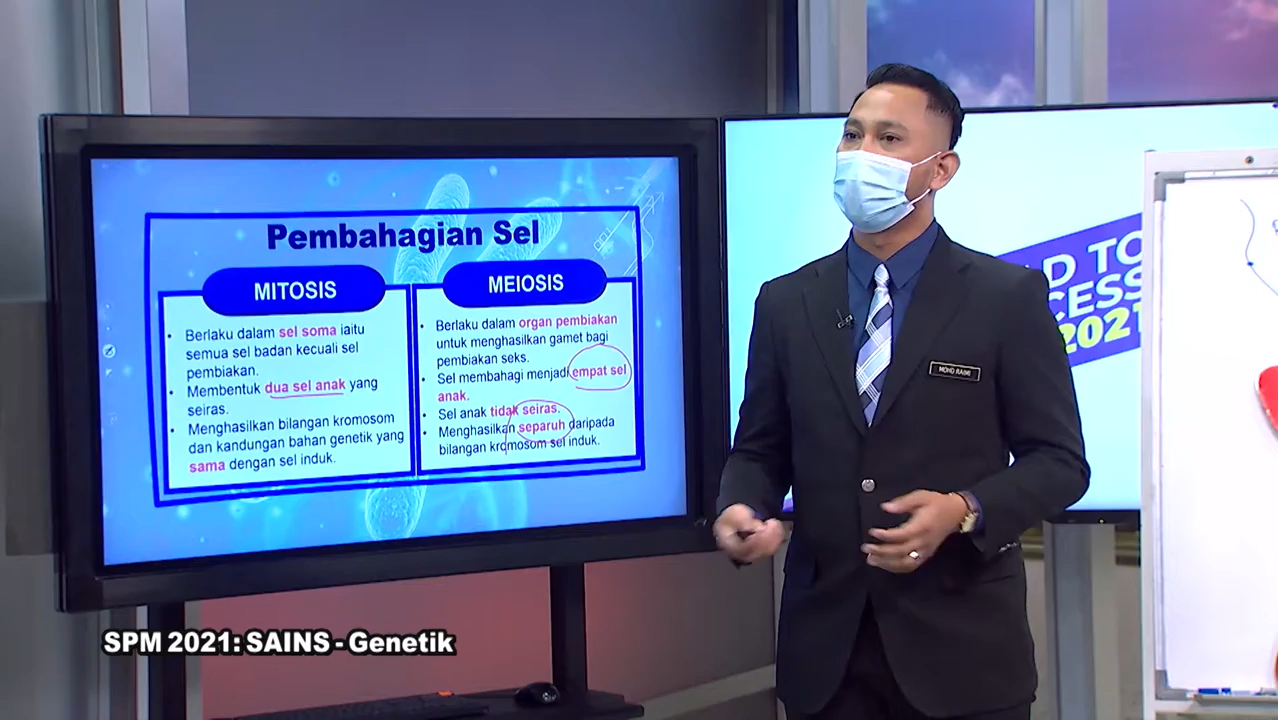 Pembahagian Sel
MITOSIS
• Berlaku dalam sel soma iaitu
semua sel badan kecuali sel
pembiakan.
• Membentuk dua sel anak yang
seiras.
• Menghasilkan bilangan kromosom
dan kandungan bahan genetik yang
sama dengan sel induk.
MEIOSIS
• Berlaku dalam organ pembiakan
untuk menghasilkan gamet bagi
pembiakan seks.
• Sel membahagi menjadi empat sel
anak.
• Sel anak tidak seiras.
• Menghasilkan separuh daripada
bilangan kromosom sel induk.
D TO
CESS
2021
MOHD RAIMI
SPM 2021: SAINS - Genetik